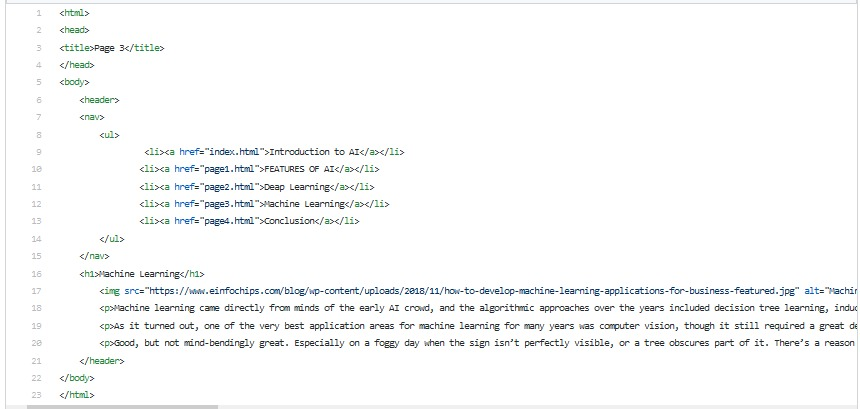 1 <html>
2 <head>
3 <title>Page 3</title>
4 </head>
5 <body>
6 <header>
7 <nav>
8 <ul>
9 <li><a href="index.html">Introduction to AI</a></li>
10 <li><a href="page1.html">FEATURES OF AI</a></li>
11 <li><a href="page2.html">Deap Learning</a></li>
12 <li><a href="page3.html">Machine Learning</a></li>
13 <li><a href="page4.html">Conclusion</a></li>
14 </ul>
15 </nav>
16 <h1>Machine Learning</h1>
17 <img src="https://www.einfochips.com/blog/wp-content/uploads/2018/11/how-to-develop-machine-learning-applications-for-business-featured.jpg" alt="Machin
18 <p>Machine learning came directly from minds of the early AI crowd, and the algorithmic approaches over the years included decision tree learning, induc
19 <p>As it turned out, one of the very best application areas for machine learning for many years was computer vision, though it still required a great de
20 <p>Good, but not mind-bendingly great. Especially on a foggy day when the sign isn't perfectly visible, or a tree obscures part of it. There's a reason
21 </header>
22 </body>
23 </html>